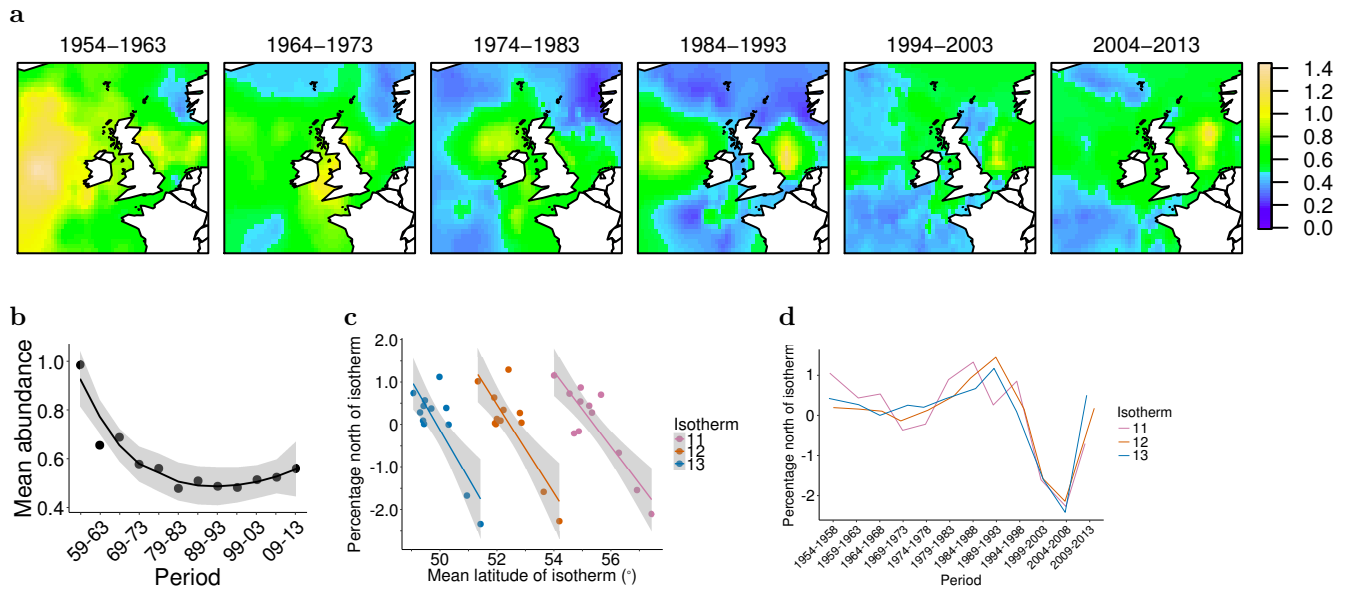 a
1954–1963 1964–1973 1974–1983 1984–1993 1994–2003 2004–2013
1.4
1.2
1.0
0.8
0.6
0.4
0.2
0.0
b
Mean abundance
1.0
0.8
0.6
0.4
59-63 69-73 79-83 89-93 99-03 09-13
Period
c
Percentage north of isotherm
2.0
1.0
0.0
-1.0
-2.0
50 52 54 56
Mean latitude of isotherm (°)
Isotherm
11
12
13
d
Percentage north of isotherm
1
0
-1
-2
1954-1958 1959-1963 1964-1968 1969-1973 1974-1978 1979-1983 1984-1988 1989-1993 1994-1998 1999-2003 2004-2008 2009-2013
Period
Isotherm
11
12
13